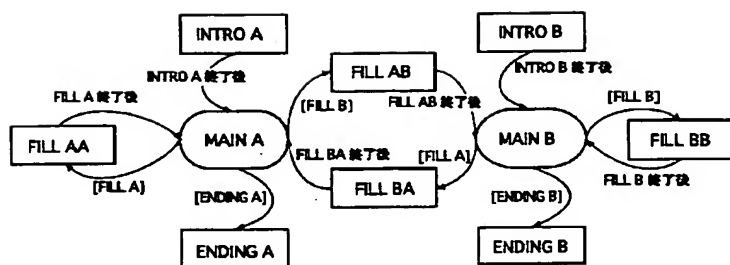 INTRO A
INTRO B
INTRO A 終了後
FILL AB
INTRO B 終了後
FILL A 終了後
[FILL B]
FILL AB 終了後
[FILL B]
FILL AA
MAIN A
MAIN B
FILL BB
[FILL A]
FILL BA 終了後
[FILL A]
FILL B 終了後
FILL BA
[ENDING A]
[ENDING B]
ENDING A
ENDING B